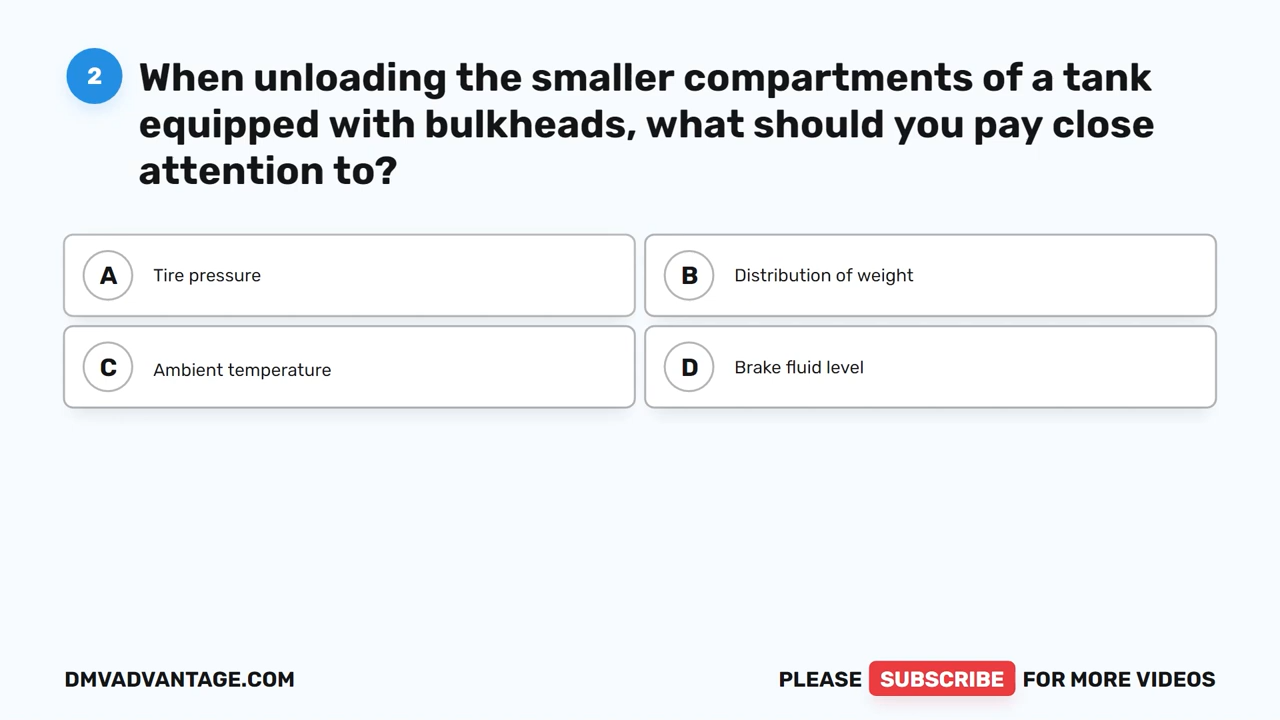 2
When unloading the smaller compartments of a tank
equipped with bulkheads, what should you pay close
attention to?
A Tire pressure
B Distribution of weight
C Ambient temperature
D Brake fluid level
DMVADVANTAGE.COM
PLEASE SUBSCRIBE FOR MORE VIDEOS